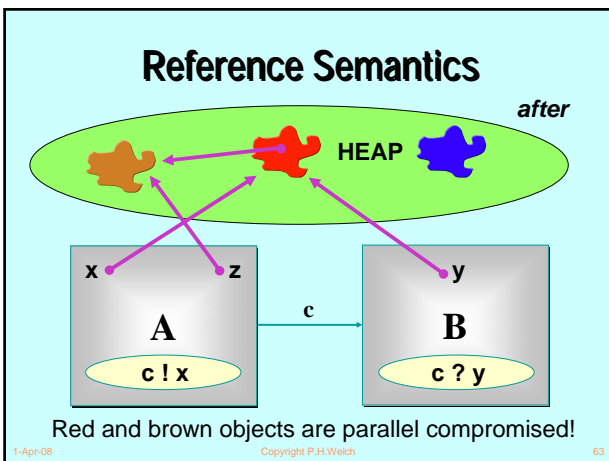 Reference Semantics
after
HEAP
x z y
c
A B
c ! x c ? y
Red and brown objects are parallel compromised!
1-Apr-08 Copyright P.H.Welch 63